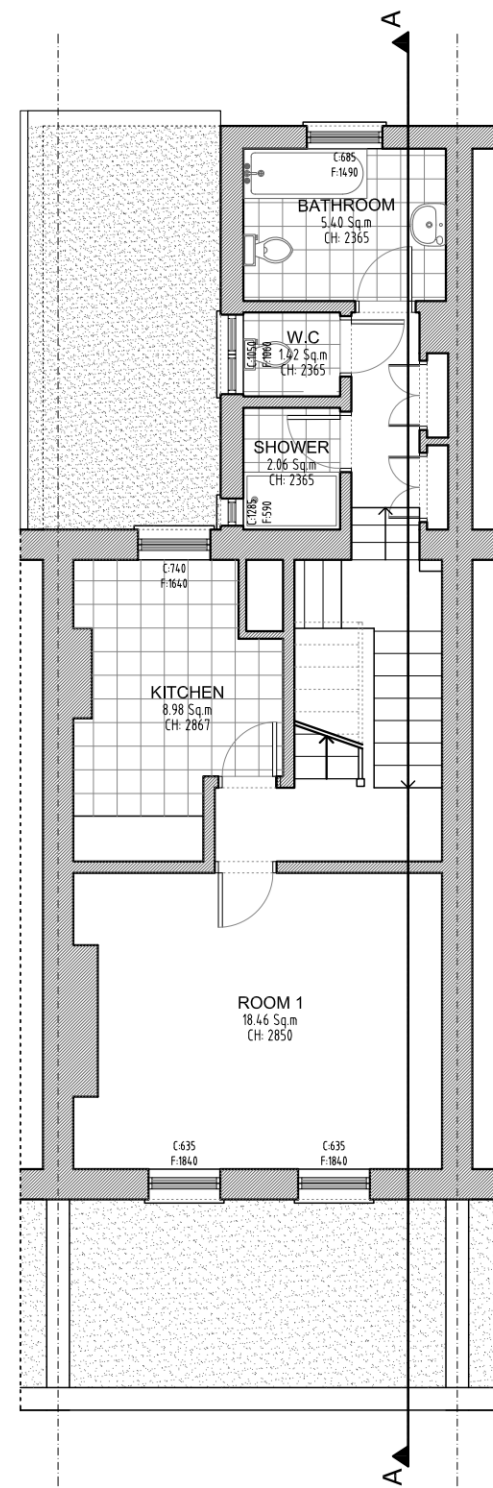 A
C:685
F:1490
BATHROOM
5.40 Sq.m
CH: 2365
C:1050
F:1060
W.C
1.42 Sq.m
CH: 2365
SHOWER
2.06 Sq.m
CH: 2365
C:1285
F:590
C:740
F:1640
KITCHEN
8.98 Sq.m
CH: 2867
ROOM 1
18.46 Sq.m
CH: 2850
C:635
F:1840
C:635
F:1840
A